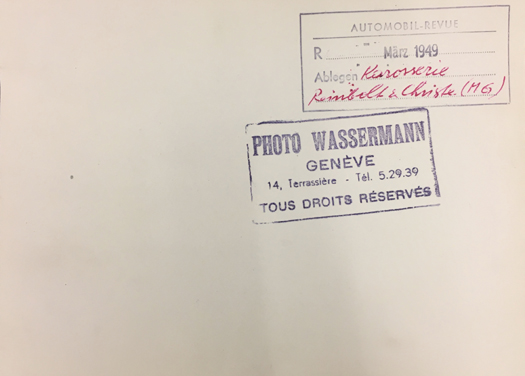 AUTOMOBIL-REVUE
R März 1949
Ablegen Karosserie
Reinbolt & Christe. (MG)
PHOTO WASSERMANN
GENÈVE
14, Terrassière - Tél. 5.29.39
TOUS DROITS RÉSERVÉS